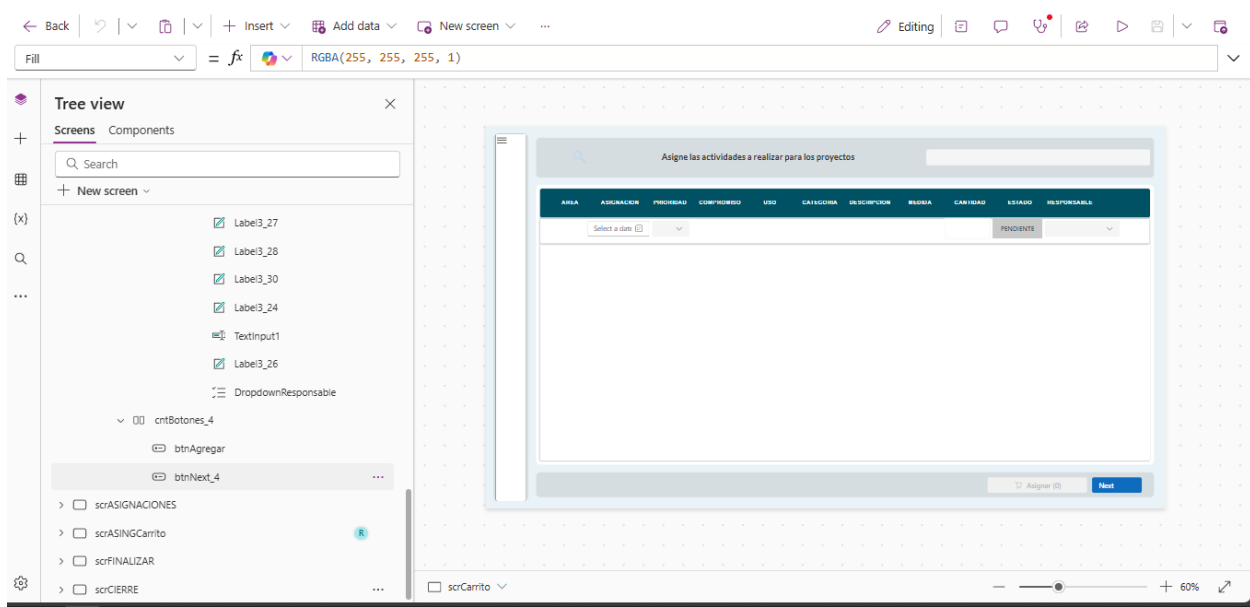 Back Insert Add data New screen ... Editing
Fill = fx RGBA(255, 255, 255, 1)
Tree view
Screens Components
Search
New screen
Label3_27
Label3_28
Label3_30
Label3_24
TextInput1
Label3_26
DropdownResponsable
cntBotones_4
btnAgregar
btnNext_4 ...
scrASIGNACIONES
scrASINGCarrito R
scrFINALIZAR
scrCIERRE ...
Asigne las actividades a realizar para los proyectos
AREA ASIGNACION PRIORIDAD COMPROMISO USO CATEGORIA DESCRIPCION MEDIDA CANTIDAD ESTADO RESPONSABLE
Select a date PENDIENTE
Asignar (0) Next
scrCarrito 60%